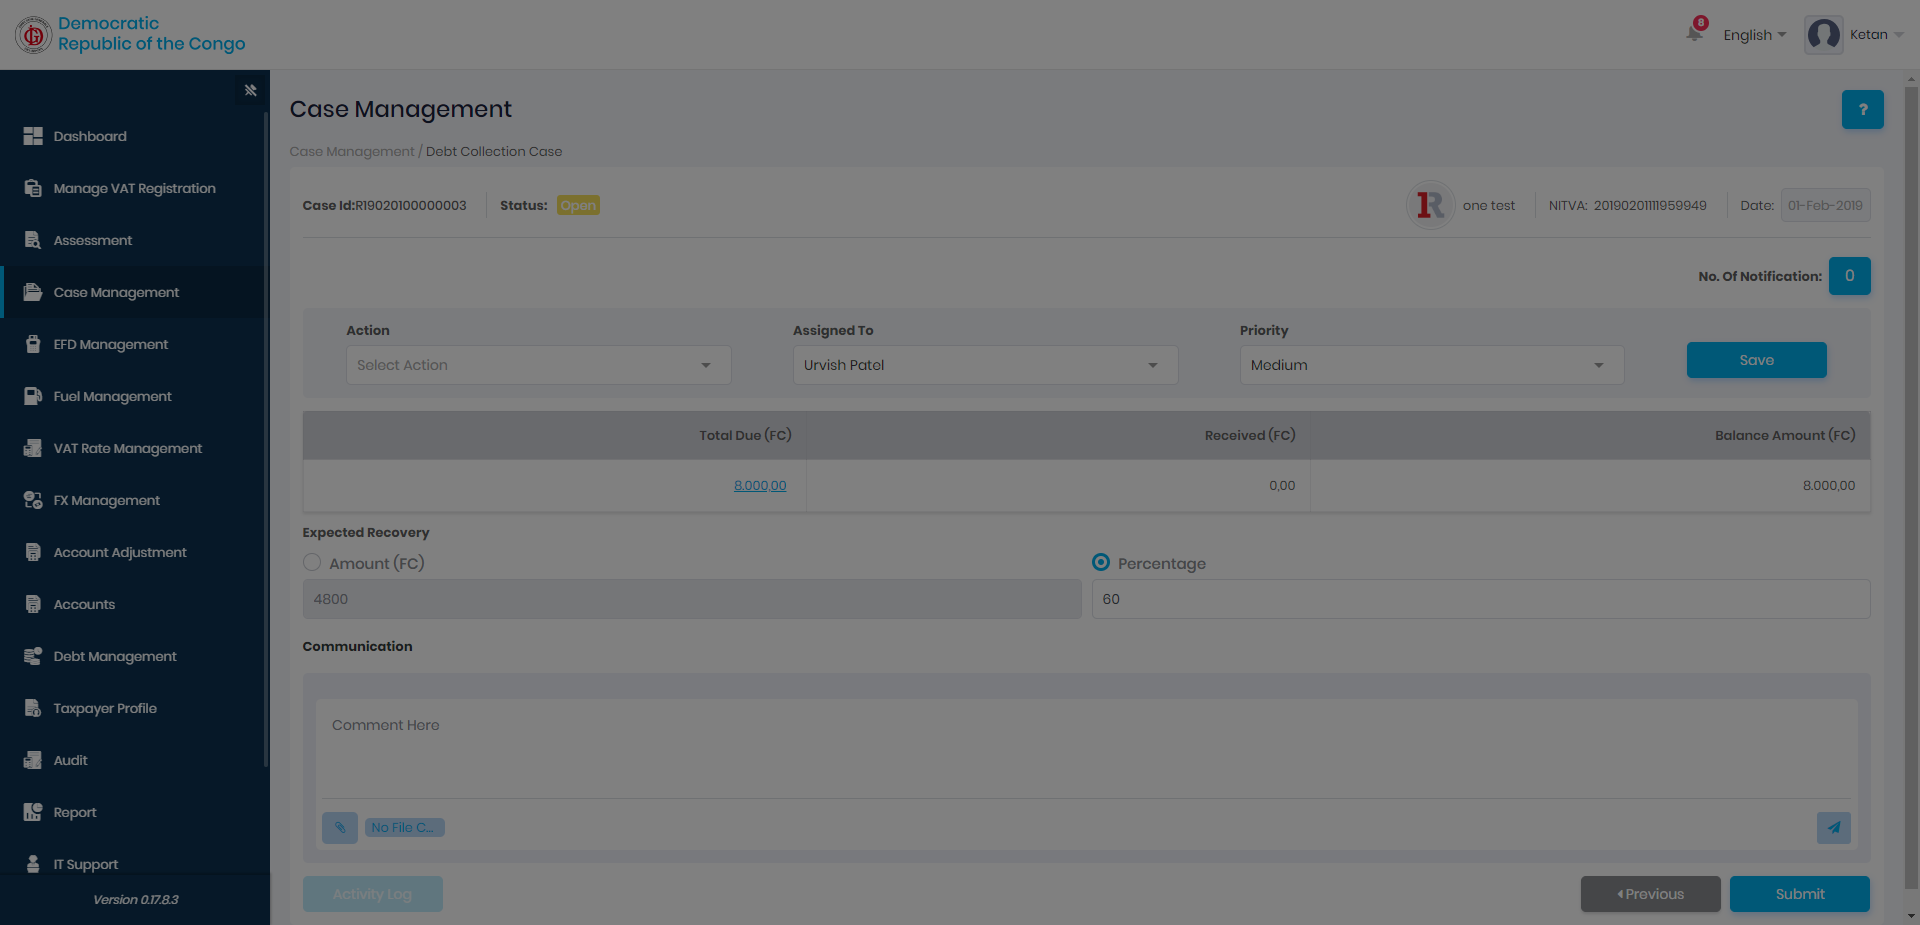 Democratic
Republic of the Congo
8
English
Ketan
Dashboard
Manage VAT Registration
Assessment
Case Management
EFD Management
Fuel Management
VAT Rate Management
FX Management
Account Adjustment
Accounts
Debt Management
Taxpayer Profile
Audit
Report
IT Support
Version 0.17.8.3
Case Management
?
Case Management / Debt Collection Case
Case Id:R19020100000003
Status: Open
1R
one test
NITVA: 20190201111959949
Date: 01-Feb-2019
No. Of Notification: 0
Action
Assigned To
Priority
Select Action
Urvish Patel
Medium
Save
Total Due (FC)
Received (FC)
Balance Amount (FC)
8.000,00
0,00
8.000,00
Expected Recovery
Amount (FC)
Percentage
4800
60
Communication
Comment Here
No File C...
Activity Log
Previous
Submit